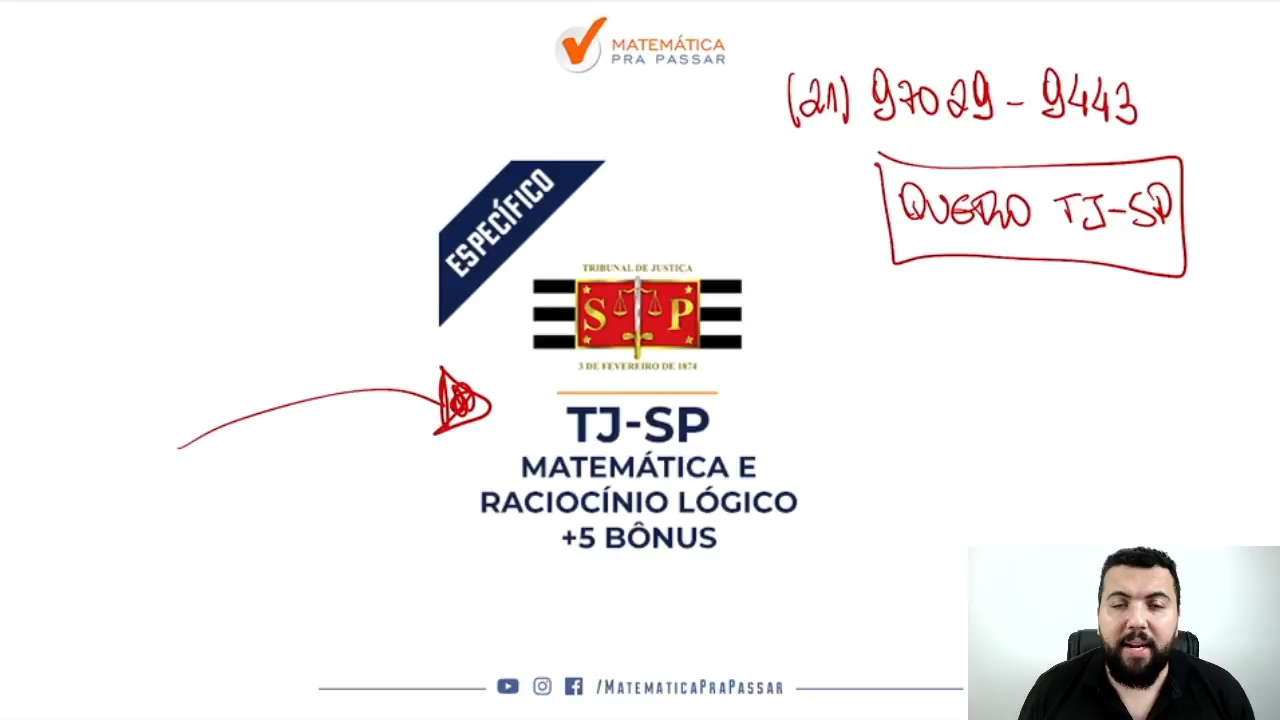 MATEMÁTICA
PRA PASSAR
(21) 97029-9443
QUERO TJ-SP
ESPECÍFICO
TRIBUNAL DE JUSTIÇA
S P
3 DE FEVEREIRO DE 1874
TJ-SP
MATEMÁTICA E
RACIOCÍNIO LÓGICO
+5 BÔNUS
/MATEMATICAPRAPASSAR